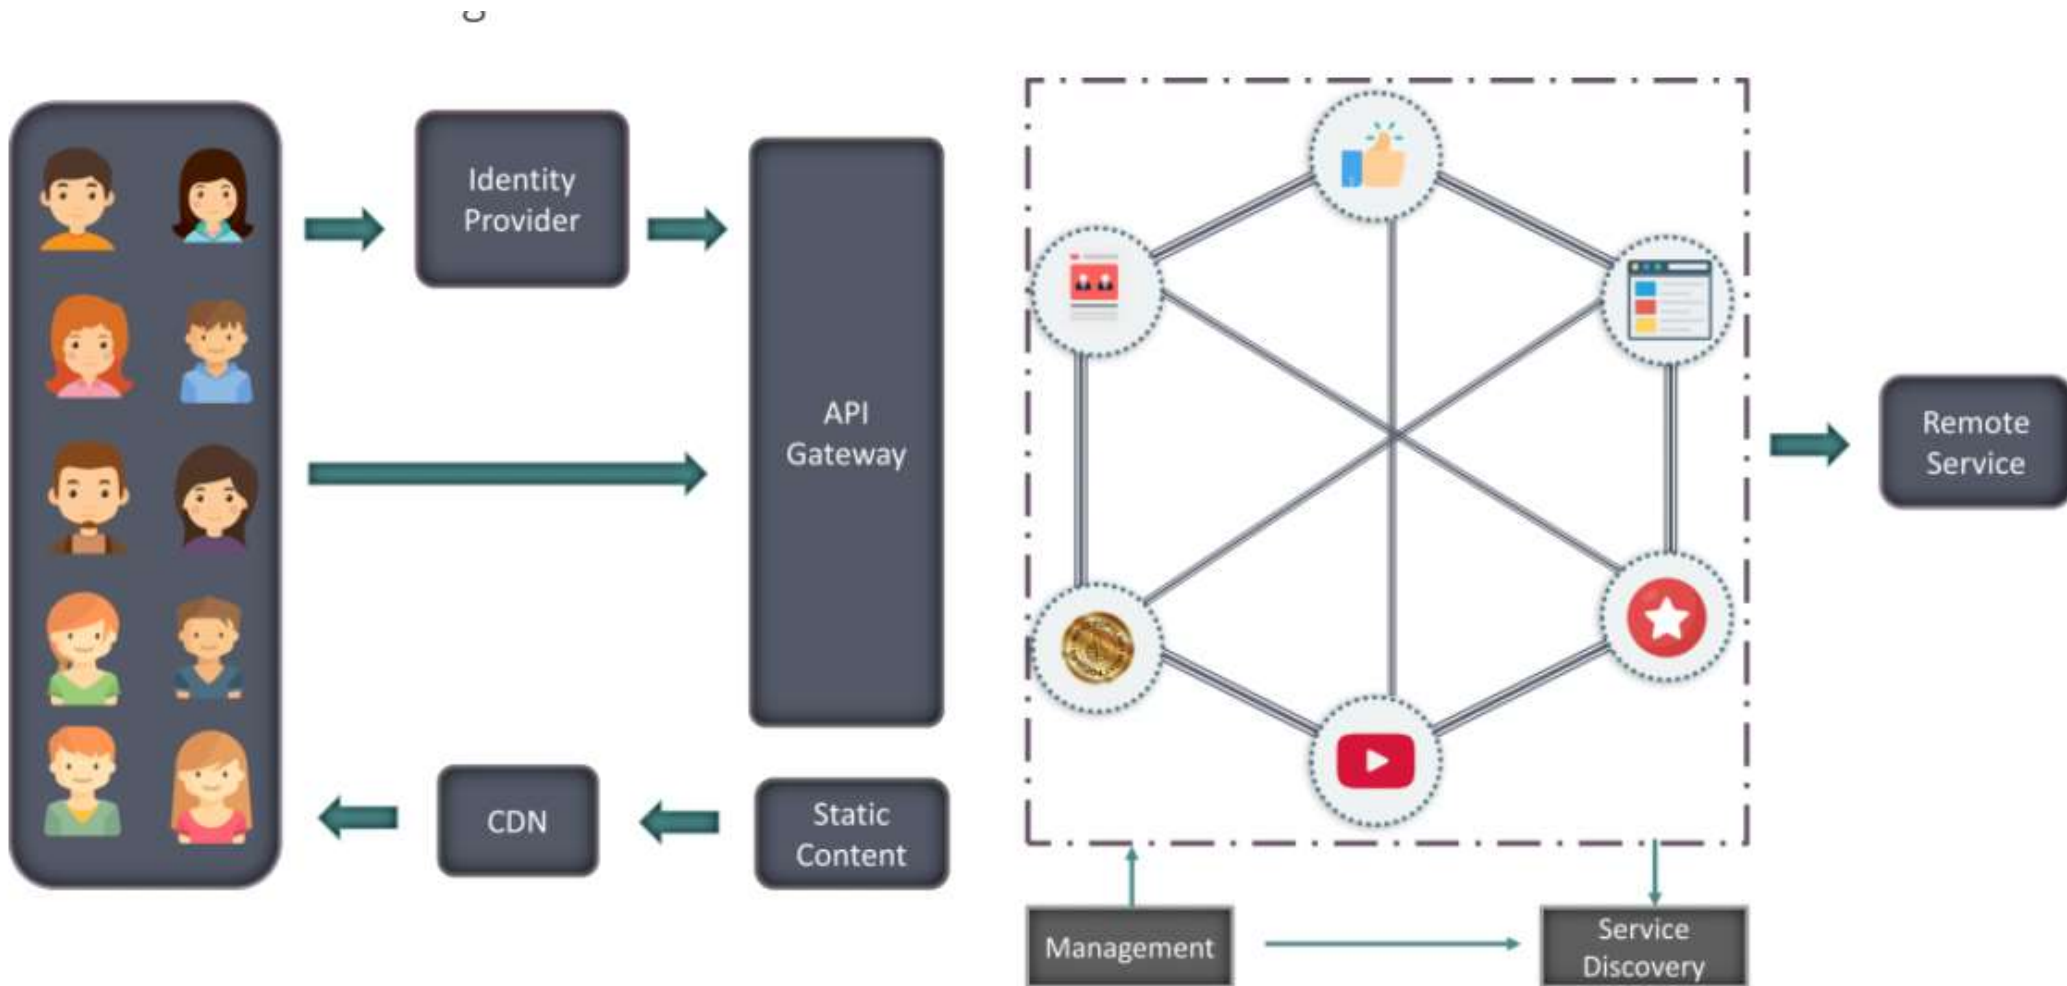 Identity
Provider
API
Gateway
Remote
Service
CDN
Static
Content
Management
Service
Discovery